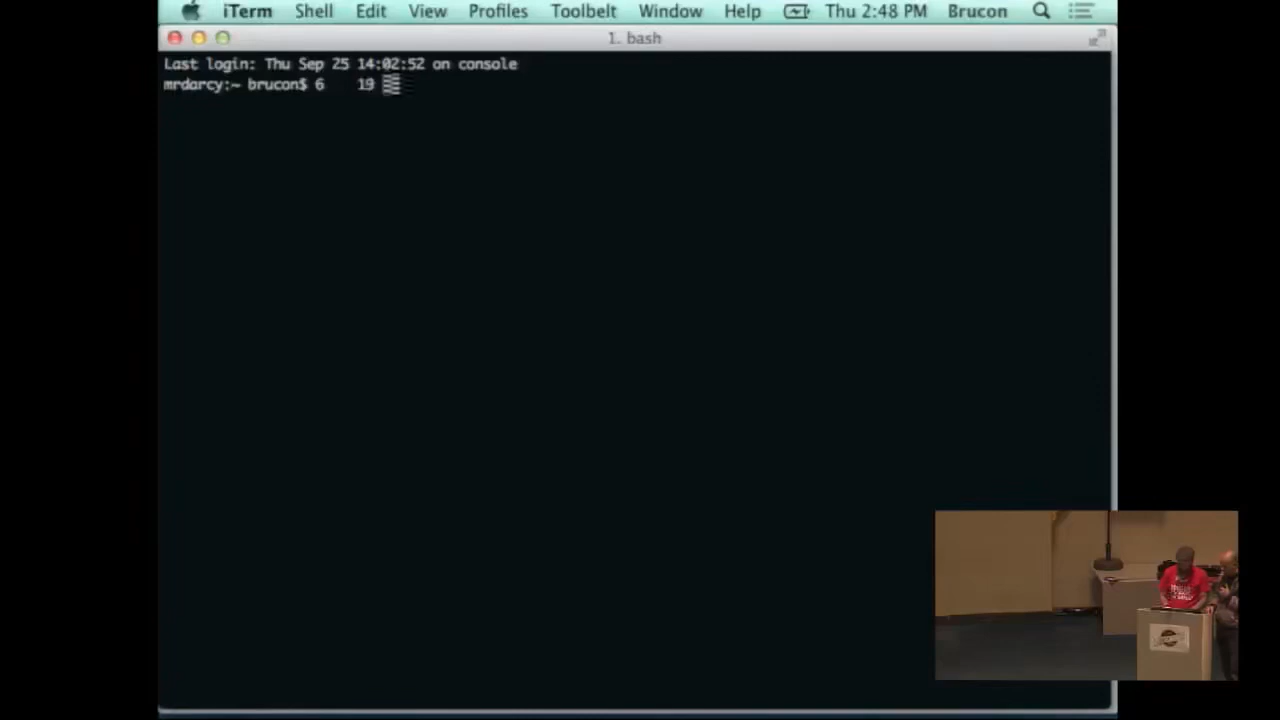 iTerm Shell Edit View Profiles Toolbelt Window Help Thu 2:48 PM Brucon
1. bash
Last login: Thu Sep 25 14:02:52 on console
mrdarcy:~ brucon$ 6    19